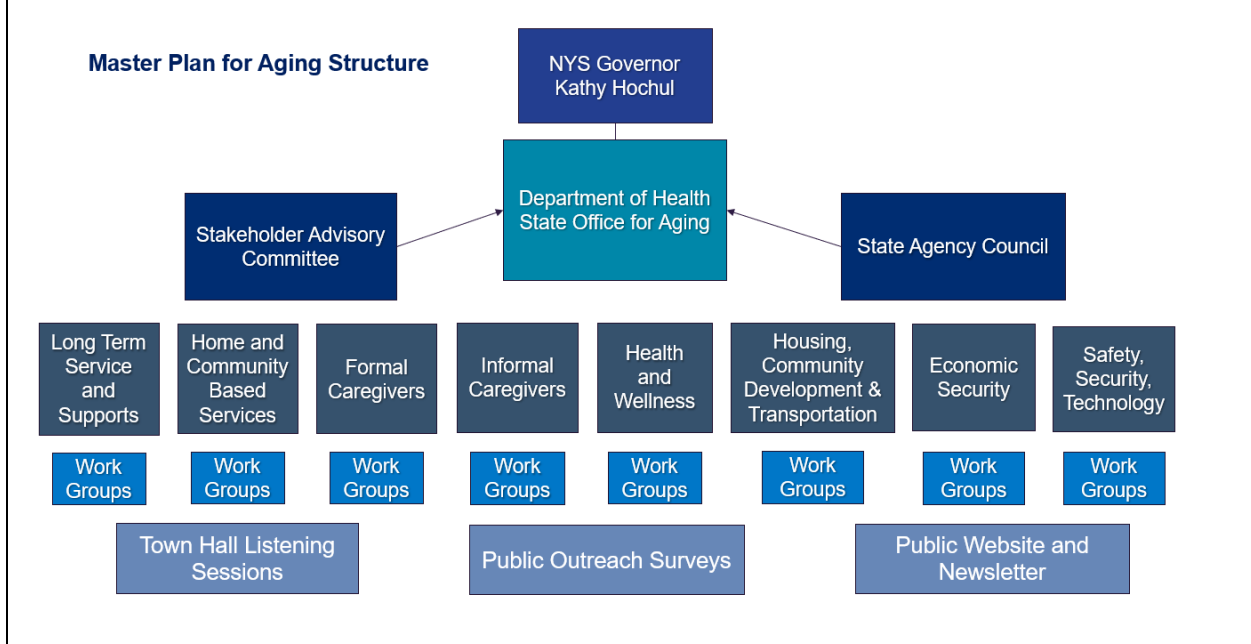 Master Plan for Aging Structure
NYS Governor
Kathy Hochul
Department of Health
State Office for Aging
Stakeholder Advisory
Committee
State Agency Council
Long Term
Service
and
Supports
Home and
Community
Based
Services
Formal
Caregivers
Informal
Caregivers
Health
and
Wellness
Housing,
Community
Development &
Transportation
Economic
Security
Safety,
Security,
Technology
Work
Groups
Work
Groups
Work
Groups
Work
Groups
Work
Groups
Work
Groups
Work
Groups
Work
Groups
Town Hall Listening
Sessions
Public Outreach Surveys
Public Website and
Newsletter